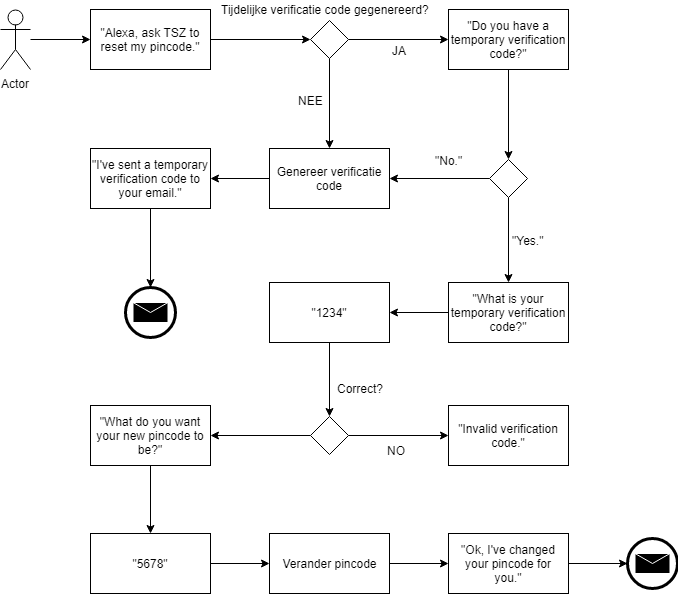 Tijdelijke verificatie code gegenereerd?
Actor
"Alexa, ask TSZ to
reset my pincode."
JA
"Do you have a
temporary verification
code?"
NEE
"I've sent a temporary
verification code to
your email."
Genereer verificatie
code
"No."
"Yes."
"1234"
"What is your
temporary verification
code?"
Correct?
"What do you want
your new pincode to
be?"
NO
"Invalid verification
code."
"5678"
Verander pincode
"Ok, I've changed
your pincode for
you."